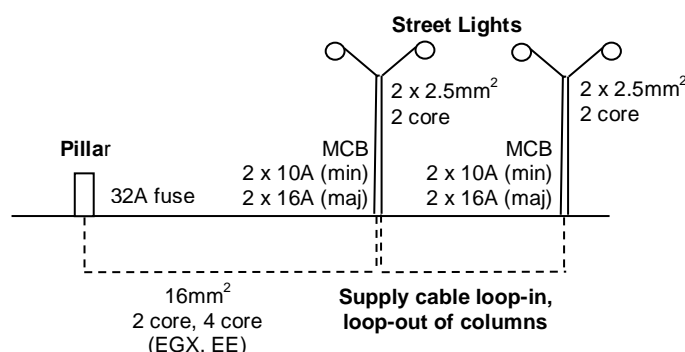 Street Lights
2 x 2.5mm²
2 core
2 x 2.5mm²
2 core
Pillar
32A fuse
MCB
2 x 10A (min)
2 x 16A (maj)
MCB
2 x 10A (min)
2 x 16A (maj)
16mm²
2 core, 4 core
(EGX, EE)
Supply cable loop-in,
loop-out of columns